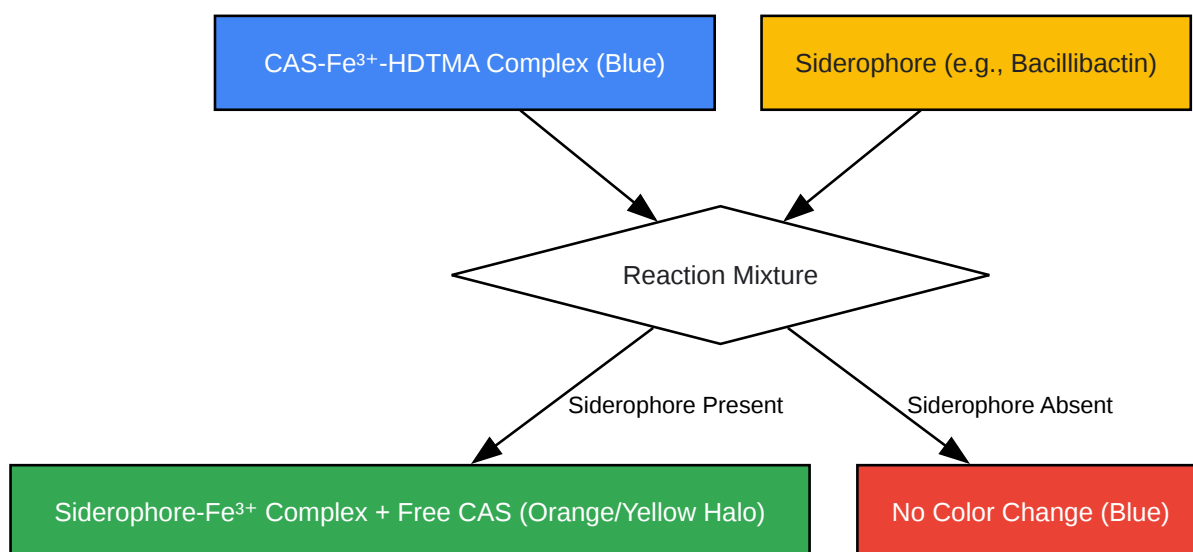 CAS-Fe³⁺-HDTMA Complex (Blue)
Siderophore (e.g., Bacillibactin)
Reaction Mixture
Siderophore Present
Siderophore Absent
Siderophore-Fe³⁺ Complex + Free CAS (Orange/Yellow Halo)
No Color Change (Blue)